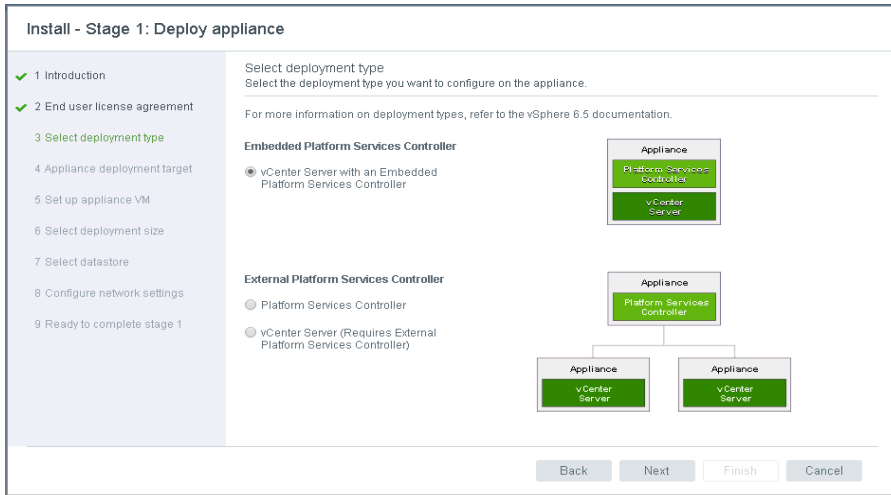 Install - Stage 1: Deploy appliance
1 Introduction
2 End user license agreement
3 Select deployment type
4 Appliance deployment target
5 Set up appliance VM
6 Select deployment size
7 Select datastore
8 Configure network settings
9 Ready to complete stage 1
Select deployment type
Select the deployment type you want to configure on the appliance.
For more information on deployment types, refer to the vSphere 6.5 documentation.
Embedded Platform Services Controller
vCenter Server with an Embedded
Platform Services Controller
Appliance
Platform Services
Controller
vCenter
Server
External Platform Services Controller
Platform Services Controller
vCenter Server (Requires External
Platform Services Controller)
Appliance
Platform Services
Controller
Appliance
vCenter
Server
Appliance
vCenter
Server
Back
Next
Finish
Cancel